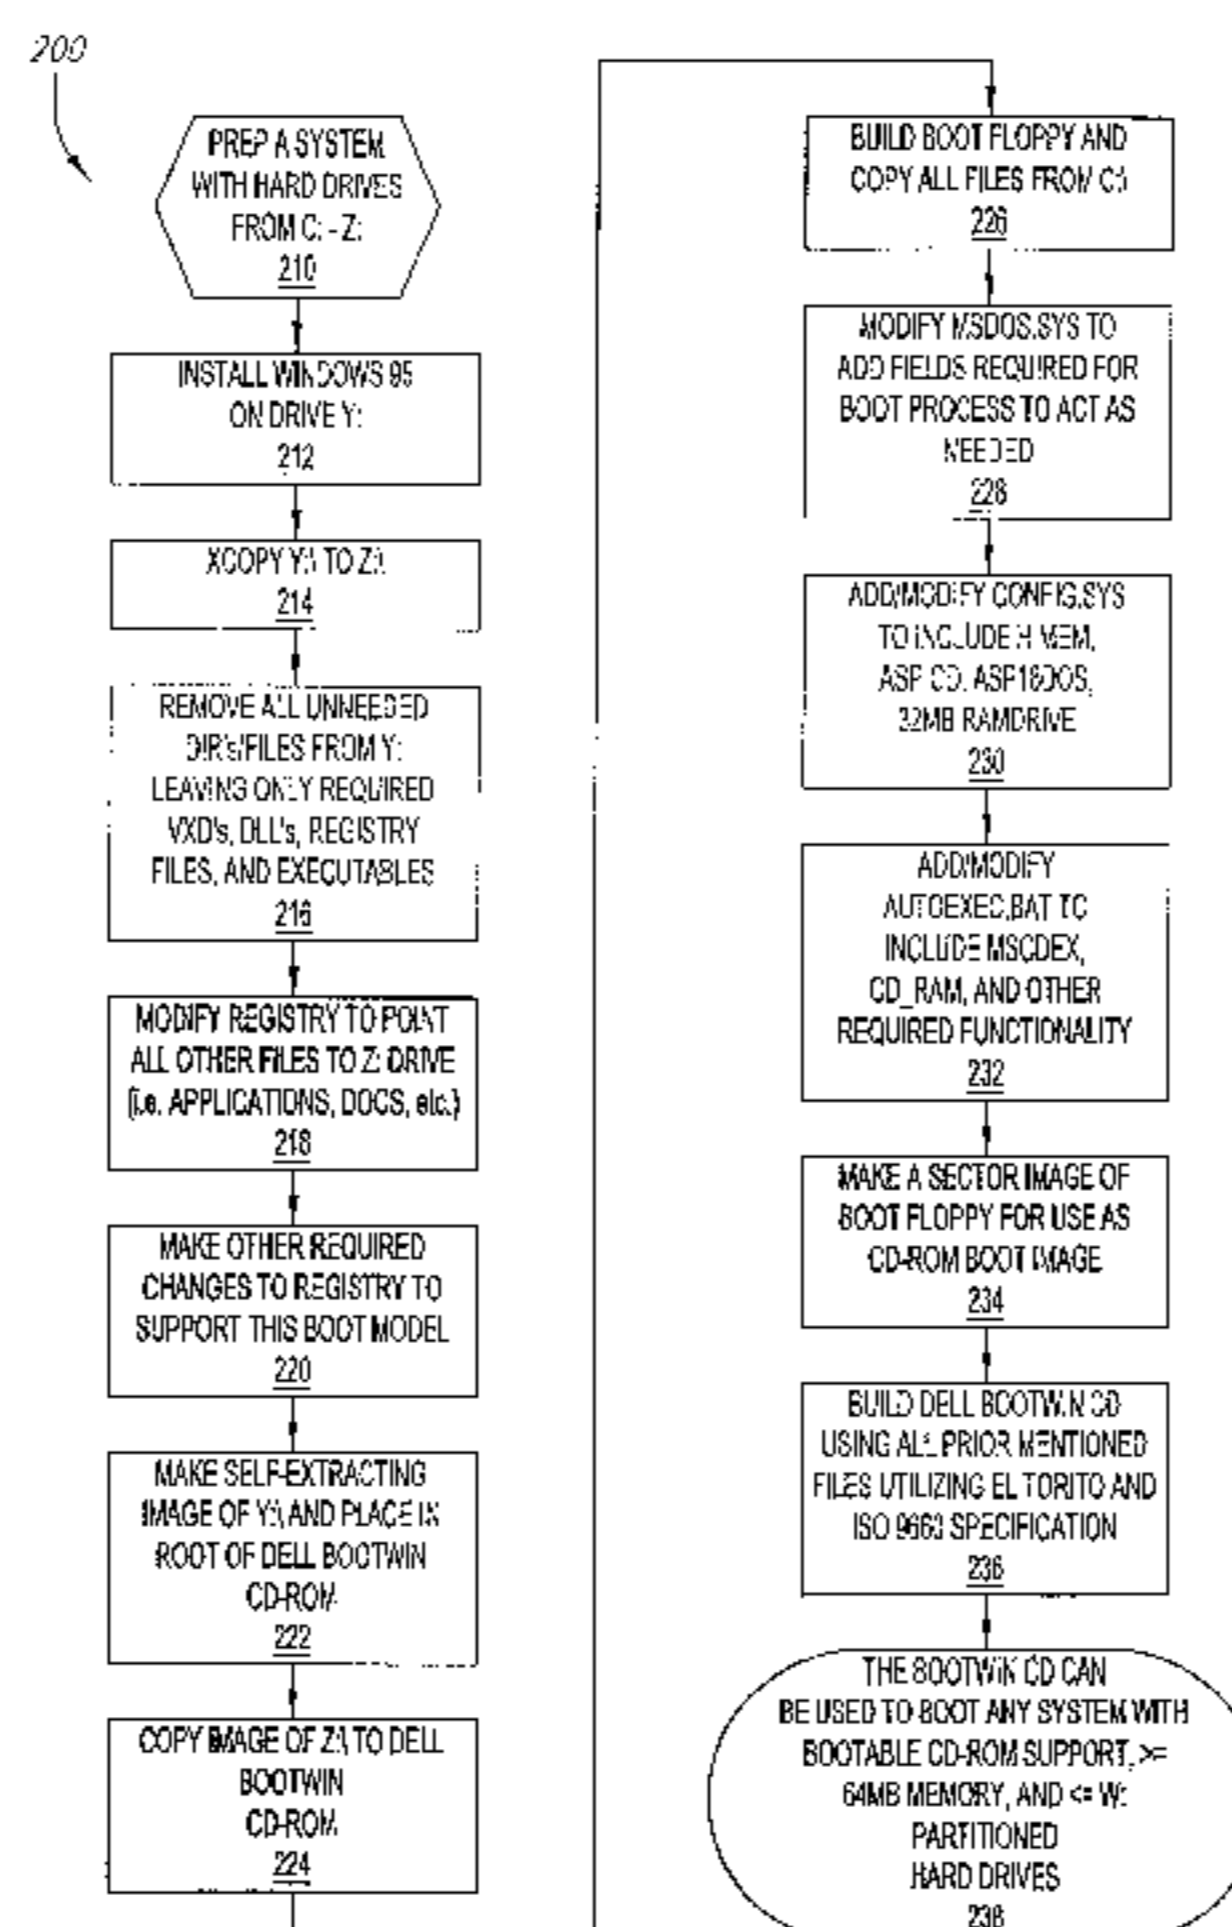 200
PREP A SYSTEM
WITH HARD DRIVES
FROM C: - Z:
210
INSTALL WINDOWS 95
ON DRIVE Y:
212
XCOPY Y:\ TO Z:\
214
REMOVE ALL UNNEEDED
DIR's/FILES FROM Y:
LEAVING ONLY REQUIRED
VXD's, DLL's, REGISTRY
FILES, AND EXECUTABLES
216
MODIFY REGISTRY TO POINT
ALL OTHER FILES TO Z: DRIVE
(i.e. APPLICATIONS, DOCS, etc.)
218
MAKE OTHER REQUIRED
CHANGES TO REGISTRY TO
SUPPORT THIS BOOT MODEL
220
MAKE SELF-EXTRACTING
IMAGE OF Y:\ AND PLACE IN
ROOT OF DELL BOOTWIN
CD-ROM
222
COPY IMAGE OF Z:\ TO DELL
BOOTWIN
CD-ROM
224
BUILD BOOT FLOPPY AND
COPY ALL FILES FROM C:\
226
MODIFY MSDOS.SYS TO
ADD FIELDS REQUIRED FOR
BOOT PROCESS TO ACT AS
NEEDED
228
ADD/MODIFY CONFIG.SYS
TO INCLUDE
32MB RAMDRIVE
230
ADD/MODIFY
AUTOEXEC.BAT TO
INCLUDE MSCDEX,
CD_RAM, AND OTHER
REQUIRED FUNCTIONALITY
232
MAKE A SECTOR IMAGE OF
BOOT FLOPPY FOR USE AS
CD-ROM BOOT IMAGE
234
BUILD DELL BOOTWIN CD
USING ALL PRIOR MENTIONED
FILES UTILIZING EL TORITO AND
ISO 9660 SPECIFICATION
236
THE BOOTWIN CD CAN
BE USED TO BOOT ANY SYSTEM WITH
BOOTABLE CD-ROM SUPPORT, >=
64MB MEMORY, AND <= W:
PARTITIONED
HARD DRIVES
238